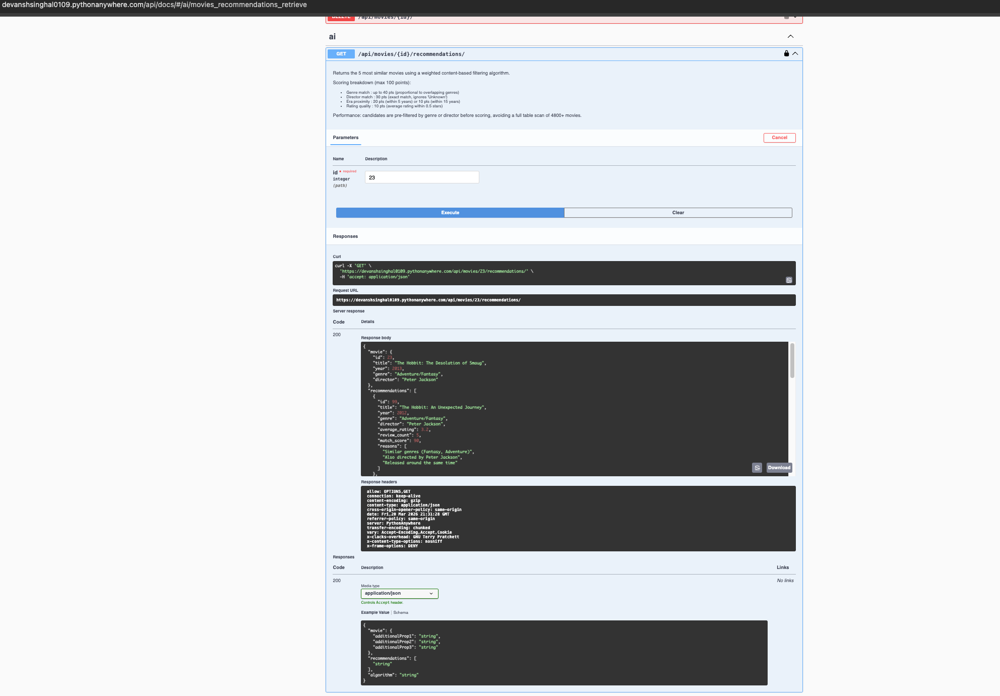 devanshsinghal0109.pythonanywhere.com/api/docs/#/ai/movies_recommendations_retrieve
DELETE /api/movies/{id}/
ai
GET /api/movies/{id}/recommendations/
Returns the 5 most similar movies using a weighted content-based filtering algorithm.
Scoring breakdown (max 100 points):
• Genre match : up to 40 pts (proportional to overlapping genres)
• Director match : 30 pts (exact match, ignores 'Unknown')
• Era proximity : 20 pts (within 5 years) or 10 pts (within 15 years)
• Rating quality : 10 pts (average rating within 0.5 stars)
Performance: candidates are pre-filtered by genre or director before scoring, avoiding a full table scan of 4800+ movies.
Parameters
Cancel
Name Description
id * required
integer
(path)
23
Execute
Clear
Responses
Curl
curl -X 'GET' \
'https://devanshsinghal0109.pythonanywhere.com/api/movies/23/recommendations/' \
-H 'accept: application/json'
Request URL
https://devanshsinghal0109.pythonanywhere.com/api/movies/23/recommendations/
Server response
Code Details
200
Response body
{
"movie": {
"id": 23,
"title": "The Hobbit: The Desolation of Smaug",
"year": 2013,
"genre": "Adventure/Fantasy",
"director": "Peter Jackson"
},
"recommendations": [
{
"id": 99,
"title": "The Hobbit: An Unexpected Journey",
"year": 2012,
"genre": "Adventure/Fantasy",
"director": "Peter Jackson",
"average_rating": 3.2,
"review_count": 5,
"match_score": 90,
"reasons": [
"Similar genres (Fantasy, Adventure)",
"Also directed by Peter Jackson",
"Released around the same time"
]
},
Download
Response headers
allow: OPTIONS,GET
connection: keep-alive
content-encoding: gzip
content-type: application/json
cross-origin-opener-policy: same-origin
date: Fri,20 Mar 2026 21:31:28 GMT
referrer-policy: same-origin
server: PythonAnywhere
transfer-encoding: chunked
vary: Accept-Encoding,Accept,Cookie
x-clacks-overhead: GNU Terry Pratchett
x-content-type-options: nosniff
x-frame-options: DENY
Responses
Code Description Links
200 No links
Media type
application/json
Controls Accept header.
Example Value | Schema
{
"movie": {
"additionalProp1": "string",
"additionalProp2": "string",
"additionalProp3": "string"
},
"recommendations": [
"string"
],
"algorithm": "string"
}